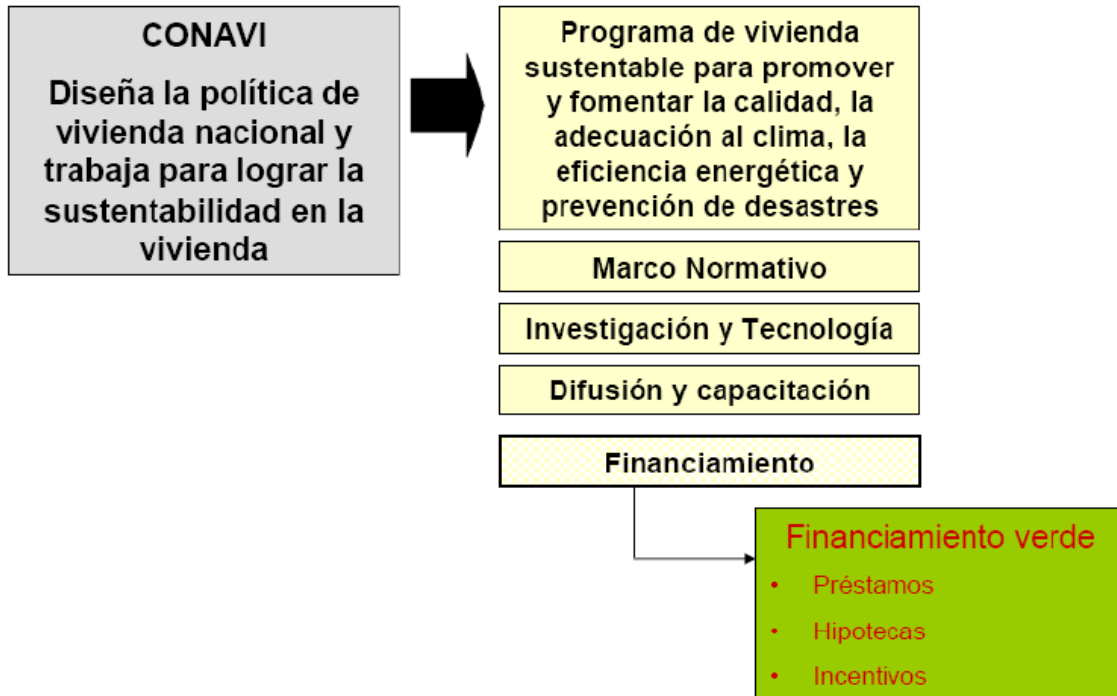 CONAVI
Diseña la política de
vivienda nacional y
trabaja para lograr la
sustentabilidad en la
vivienda
Programa de vivienda
sustentable para promover
y fomentar la calidad, la
adecuación al clima, la
eficiencia energética y
prevención de desastres
Marco Normativo
Investigación y Tecnología
Difusión y capacitación
Financiamiento
Financiamiento verde
• Préstamos
• Hipotecas
• Incentivos